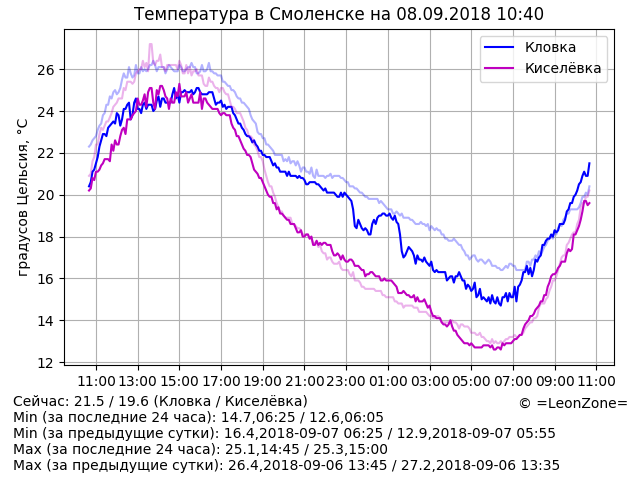 Температура в Смоленске на 08.09.2018 10:40
Кловка
Киселёвка
градусов Цельсия, °C
26
24
22
20
18
16
14
12
11:00 13:00 15:00 17:00 19:00 21:00 23:00 01:00 03:00 05:00 07:00 09:00 11:00
Сейчас: 21.5 / 19.6 (Кловка / Киселёвка)
© =LeonZone=
Min (за последние 24 часа): 14.7,06:25 / 12.6,06:05
Min (за предыдущие сутки): 16.4,2018-09-07 06:25 / 12.9,2018-09-07 05:55
Max (за последние 24 часа): 25.1,14:45 / 25.3,15:00
Max (за предыдущие сутки): 26.4,2018-09-06 13:45 / 27.2,2018-09-06 13:35